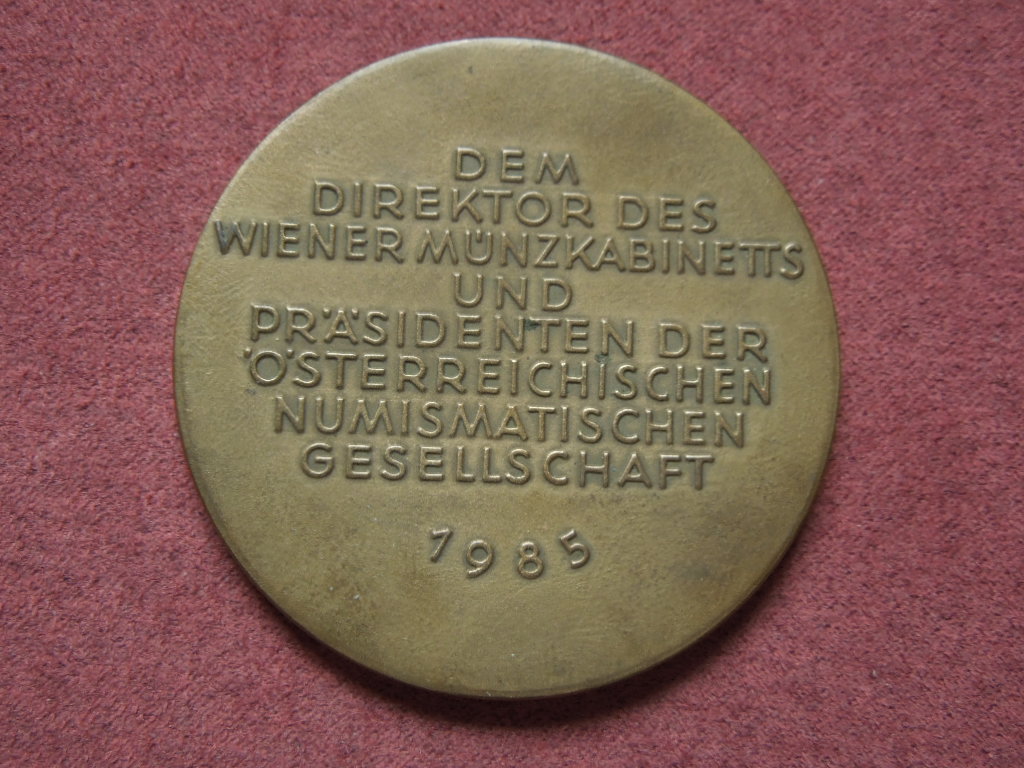 DEM
DIREKTOR DES
WIENER MÜNZKABINETTS
UND
PRÄSIDENTEN DER
ÖSTERREICHISCHEN
NUMISMATISCHEN
GESELLSCHAFT
1985